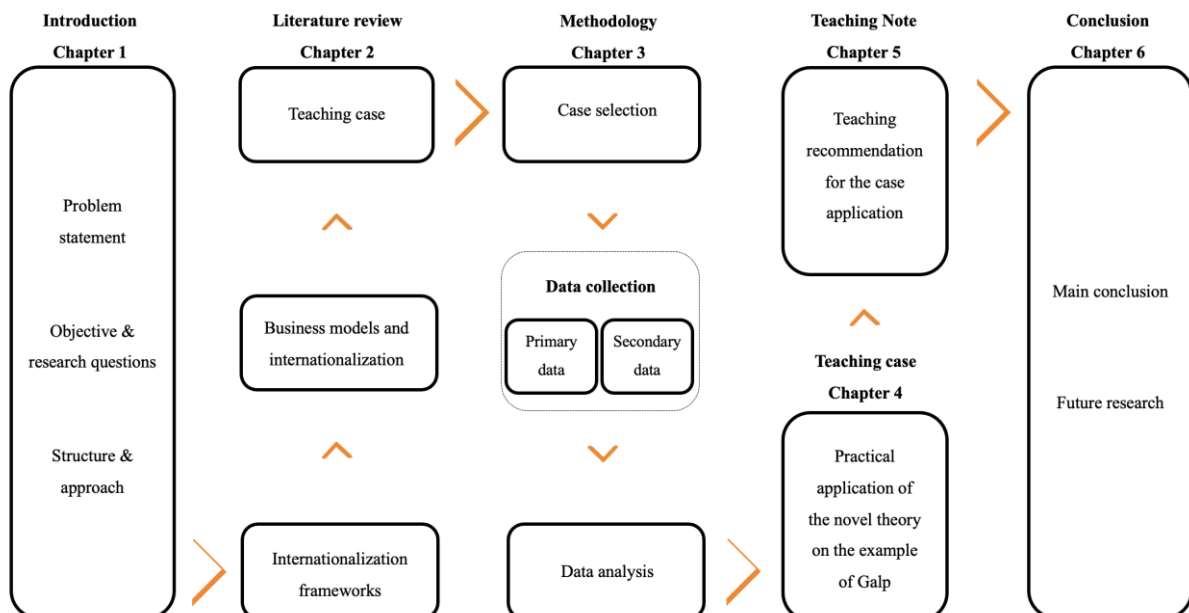 Introduction
Chapter 1
Problem
statement
Objective &
research questions
Structure &
approach
Literature review
Chapter 2
Teaching case
Business models and
internationalization
Internationalization
frameworks
Methodology
Chapter 3
Case selection
Data collection
Primary
data
Secondary
data
Data analysis
Teaching Note
Chapter 5
Teaching
recommendation
for the case
application
Teaching case
Chapter 4
Practical
application of
the novel theory
on the example
of Galp
Conclusion
Chapter 6
Main conclusion
Future research